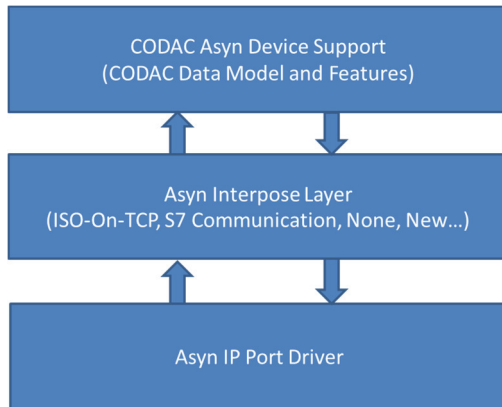 CODAC Asyn Device Support
(CODAC Data Model and Features)
Asyn Interpose Layer
(ISO-On-TCP, S7 Communication, None, New…)
Asyn IP Port Driver